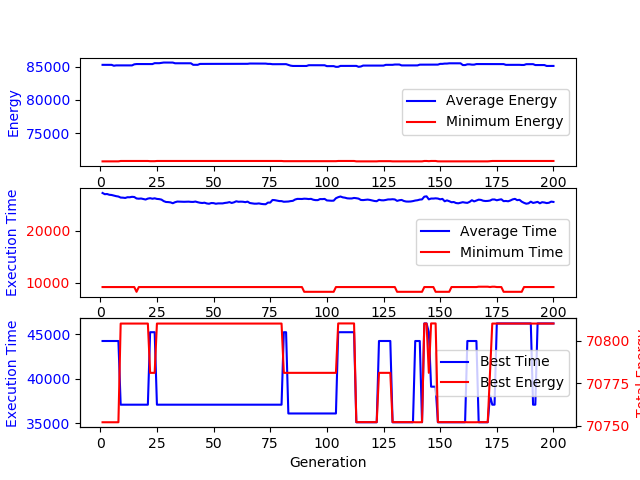 85000
80000
75000
Energy
Average Energy
Minimum Energy
0 25 50 75 100 125 150 175 200
20000
10000
Execution Time
Average Time
Minimum Time
0 25 50 75 100 125 150 175 200
45000
40000
35000
Execution Time
Best Time
Best Energy
70800
70775
70750
Total Energy
0 25 50 75 100 125 150 175 200
Generation